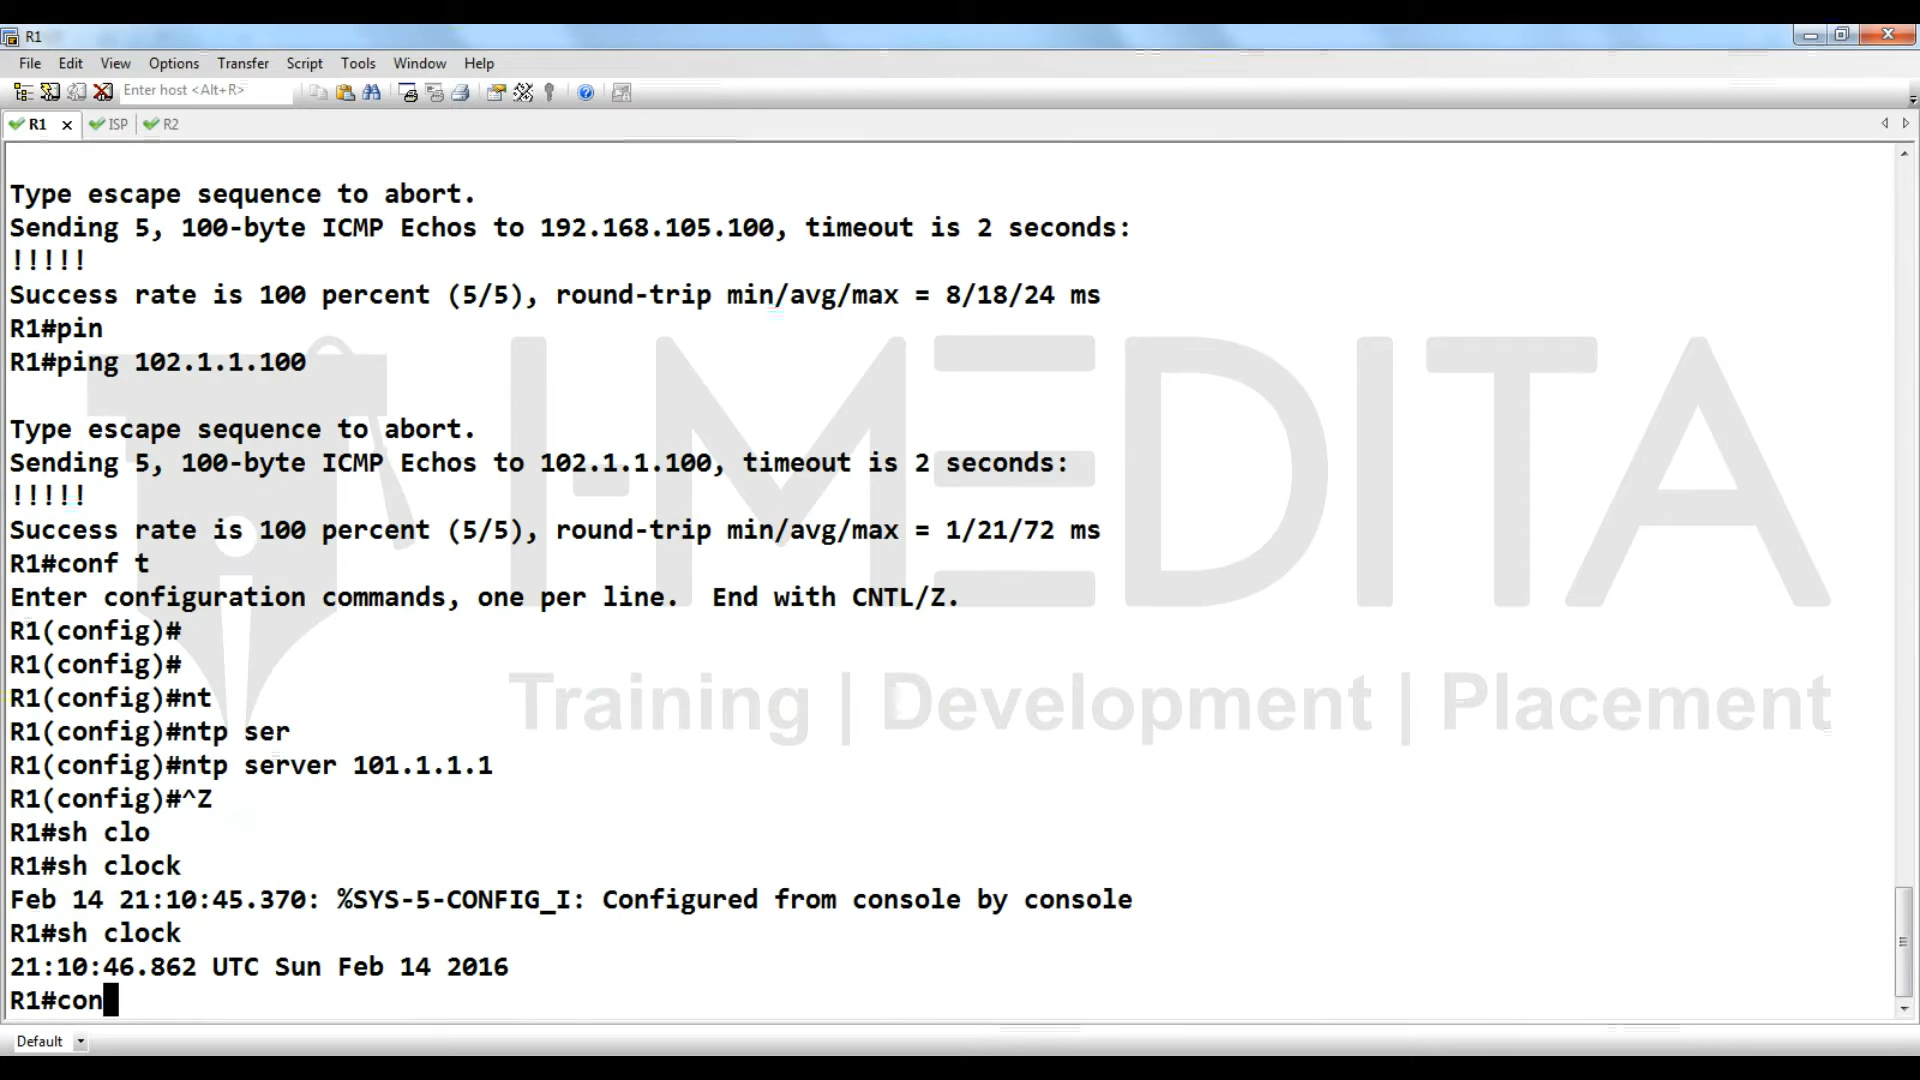 R1
File Edit View Options Transfer Script Tools Window Help
Enter host <Alt+R>
R1 ISP R2
Type escape sequence to abort.
Sending 5, 100-byte ICMP Echos to 192.168.105.100, timeout is 2 seconds:
!!!!!
Success rate is 100 percent (5/5), round-trip min/avg/max = 8/18/24 ms
R1#pin
R1#ping 102.1.1.100
Type escape sequence to abort.
Sending 5, 100-byte ICMP Echos to 102.1.1.100, timeout is 2 seconds:
!!!!!
Success rate is 100 percent (5/5), round-trip min/avg/max = 1/21/72 ms
R1#conf t
Enter configuration commands, one per line.  End with CNTL/Z.
R1(config)#
R1(config)#
R1(config)#nt
R1(config)#ntp ser
R1(config)#ntp server 101.1.1.1
R1(config)#^Z
R1#sh clo
R1#sh clock
Feb 14 21:10:45.370: %SYS-5-CONFIG_I: Configured from console by console
R1#sh clock
21:10:46.862 UTC Sun Feb 14 2016
R1#con
I-MEDITA
Training | Development | Placement
Default